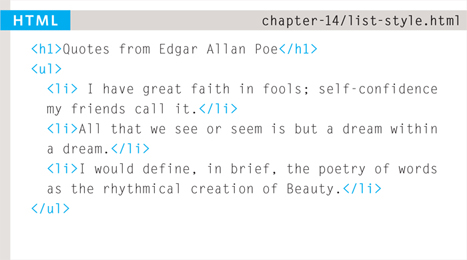 HTML
chapter-14/list-style.html
<h1>Quotes from Edgar Allan Poe</h1>
<ul>
<li> I have great faith in fools; self-confidence
my friends call it.</li>
<li>All that we see or seem is but a dream within
a dream.</li>
<li>I would define, in brief, the poetry of words
as the rhythmical creation of Beauty.</li>
</ul>